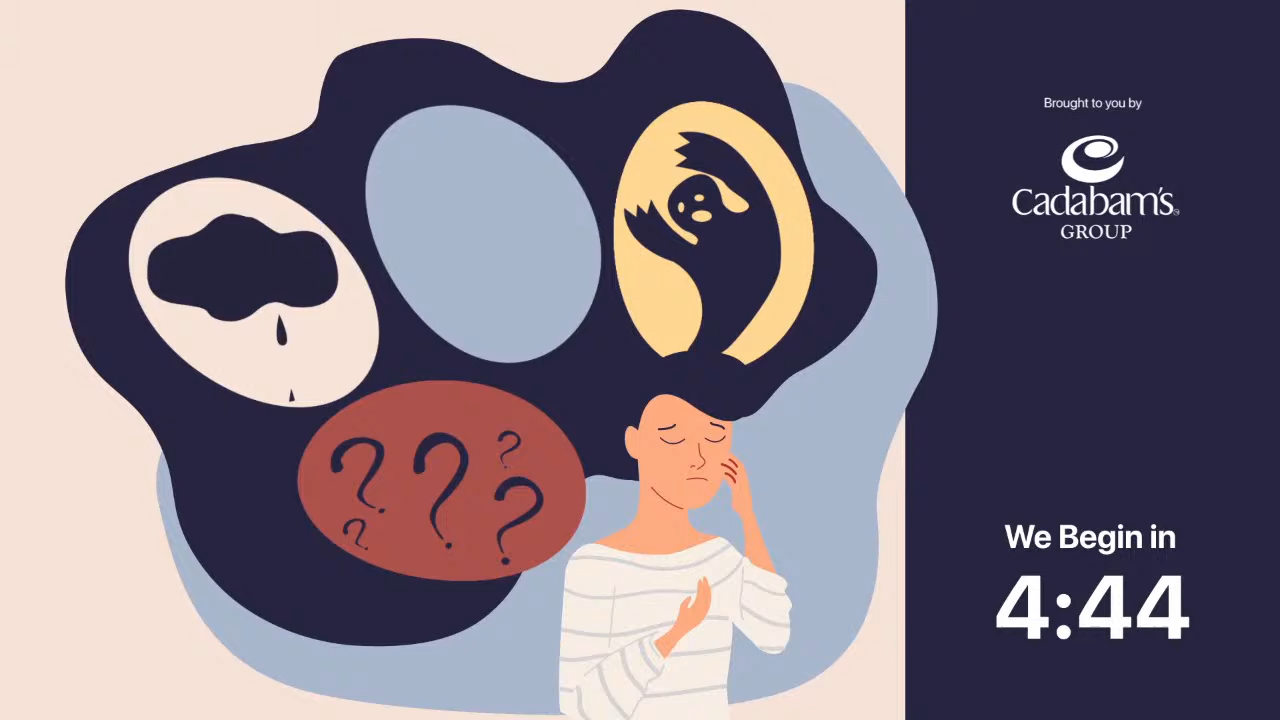 Brought to you by
Cadabam's®
GROUP
? ? ?
? ?
We Begin in
4:44